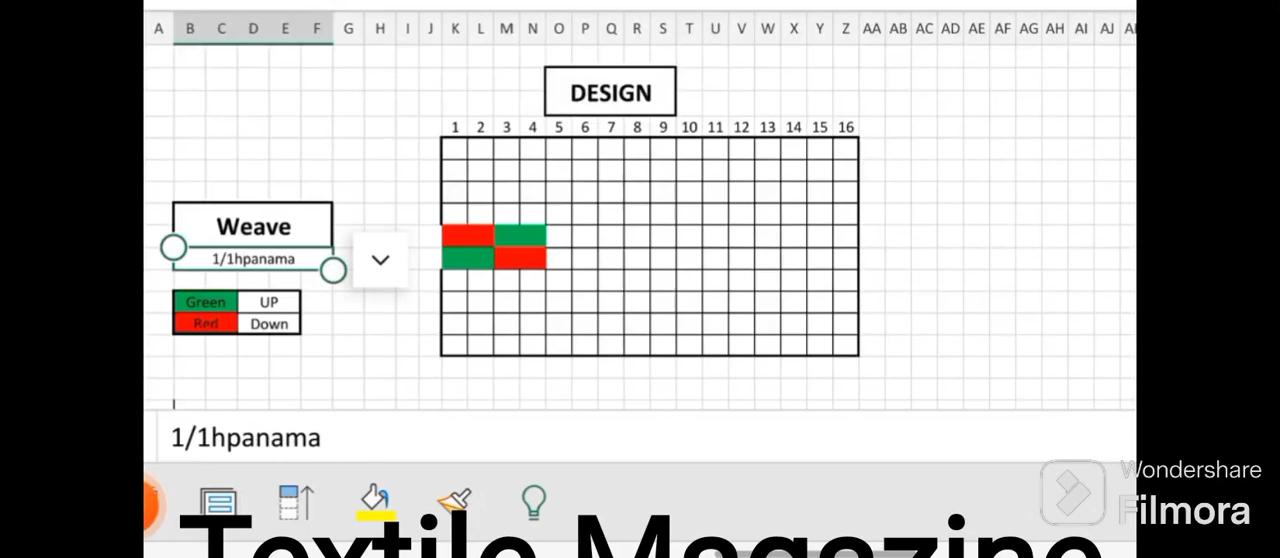 A B C D E F G H I J K L M N O P Q R S T U V W X Y Z AA AB AC AD AE AF AG AH AI AJ
DESIGN
1 2 3 4 5 6 7 8 9 10 11 12 13 14 15 16
Weave
1/1hpanama
Green UP
Red Down
1/1hpanama
Wondershare
Filmora
Textile Magazine